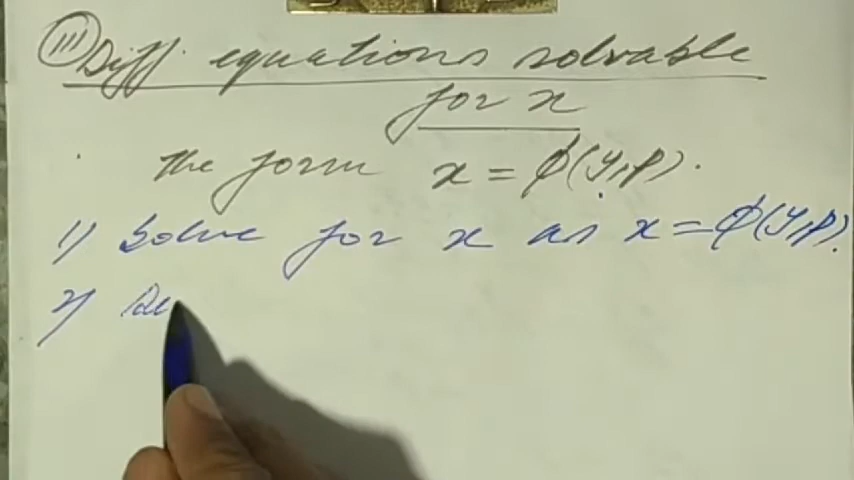 (III) Diff. equations solvable
for x
the form x = ϕ(y,p).
1) Solve for x as x = ϕ(y,p).
2)